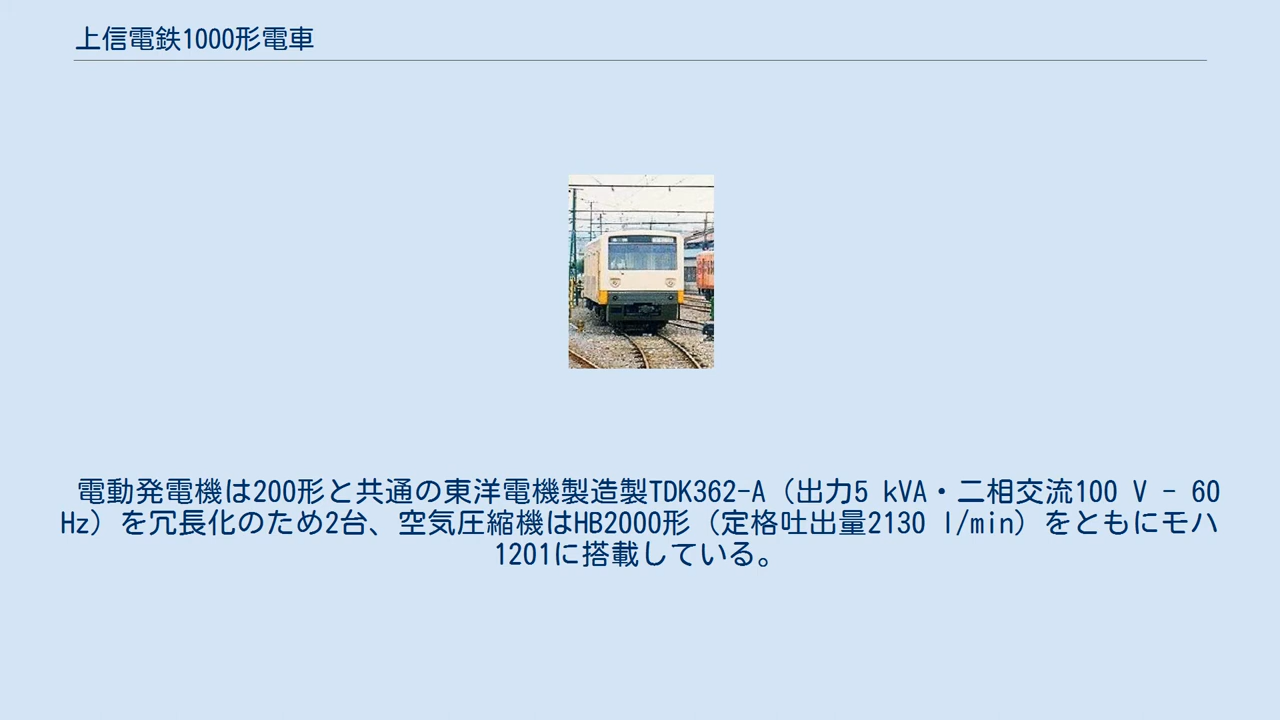 上信電鉄1000形電車
電動発電機は200形と共通の東洋電機製造製TDK362-A（出力5 kVA・二相交流100 V - 60
Hz）を冗長化のため2台、空気圧縮機はHB2000形（定格吐出量2130 l/min）をともにモハ
1201に搭載している。